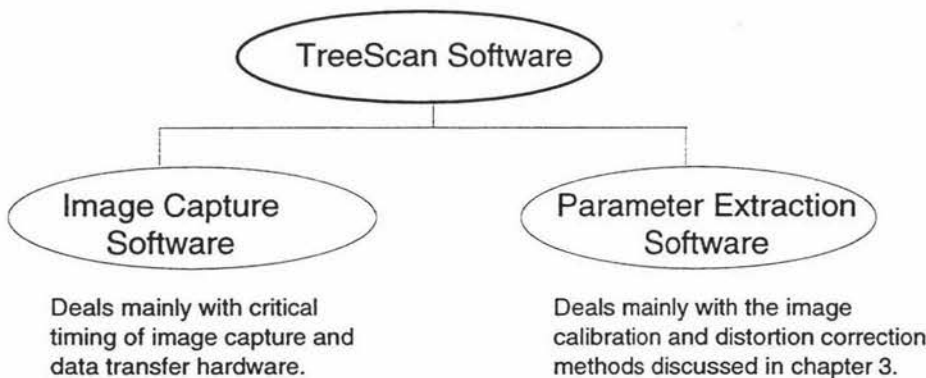 TreeScan Software
Image Capture
Software
Deals mainly with critical
timing of image capture and
data transfer hardware.
Parameter Extraction
Software
Deals mainly with the image
calibration and distortion correction
methods discussed in chapter 3.